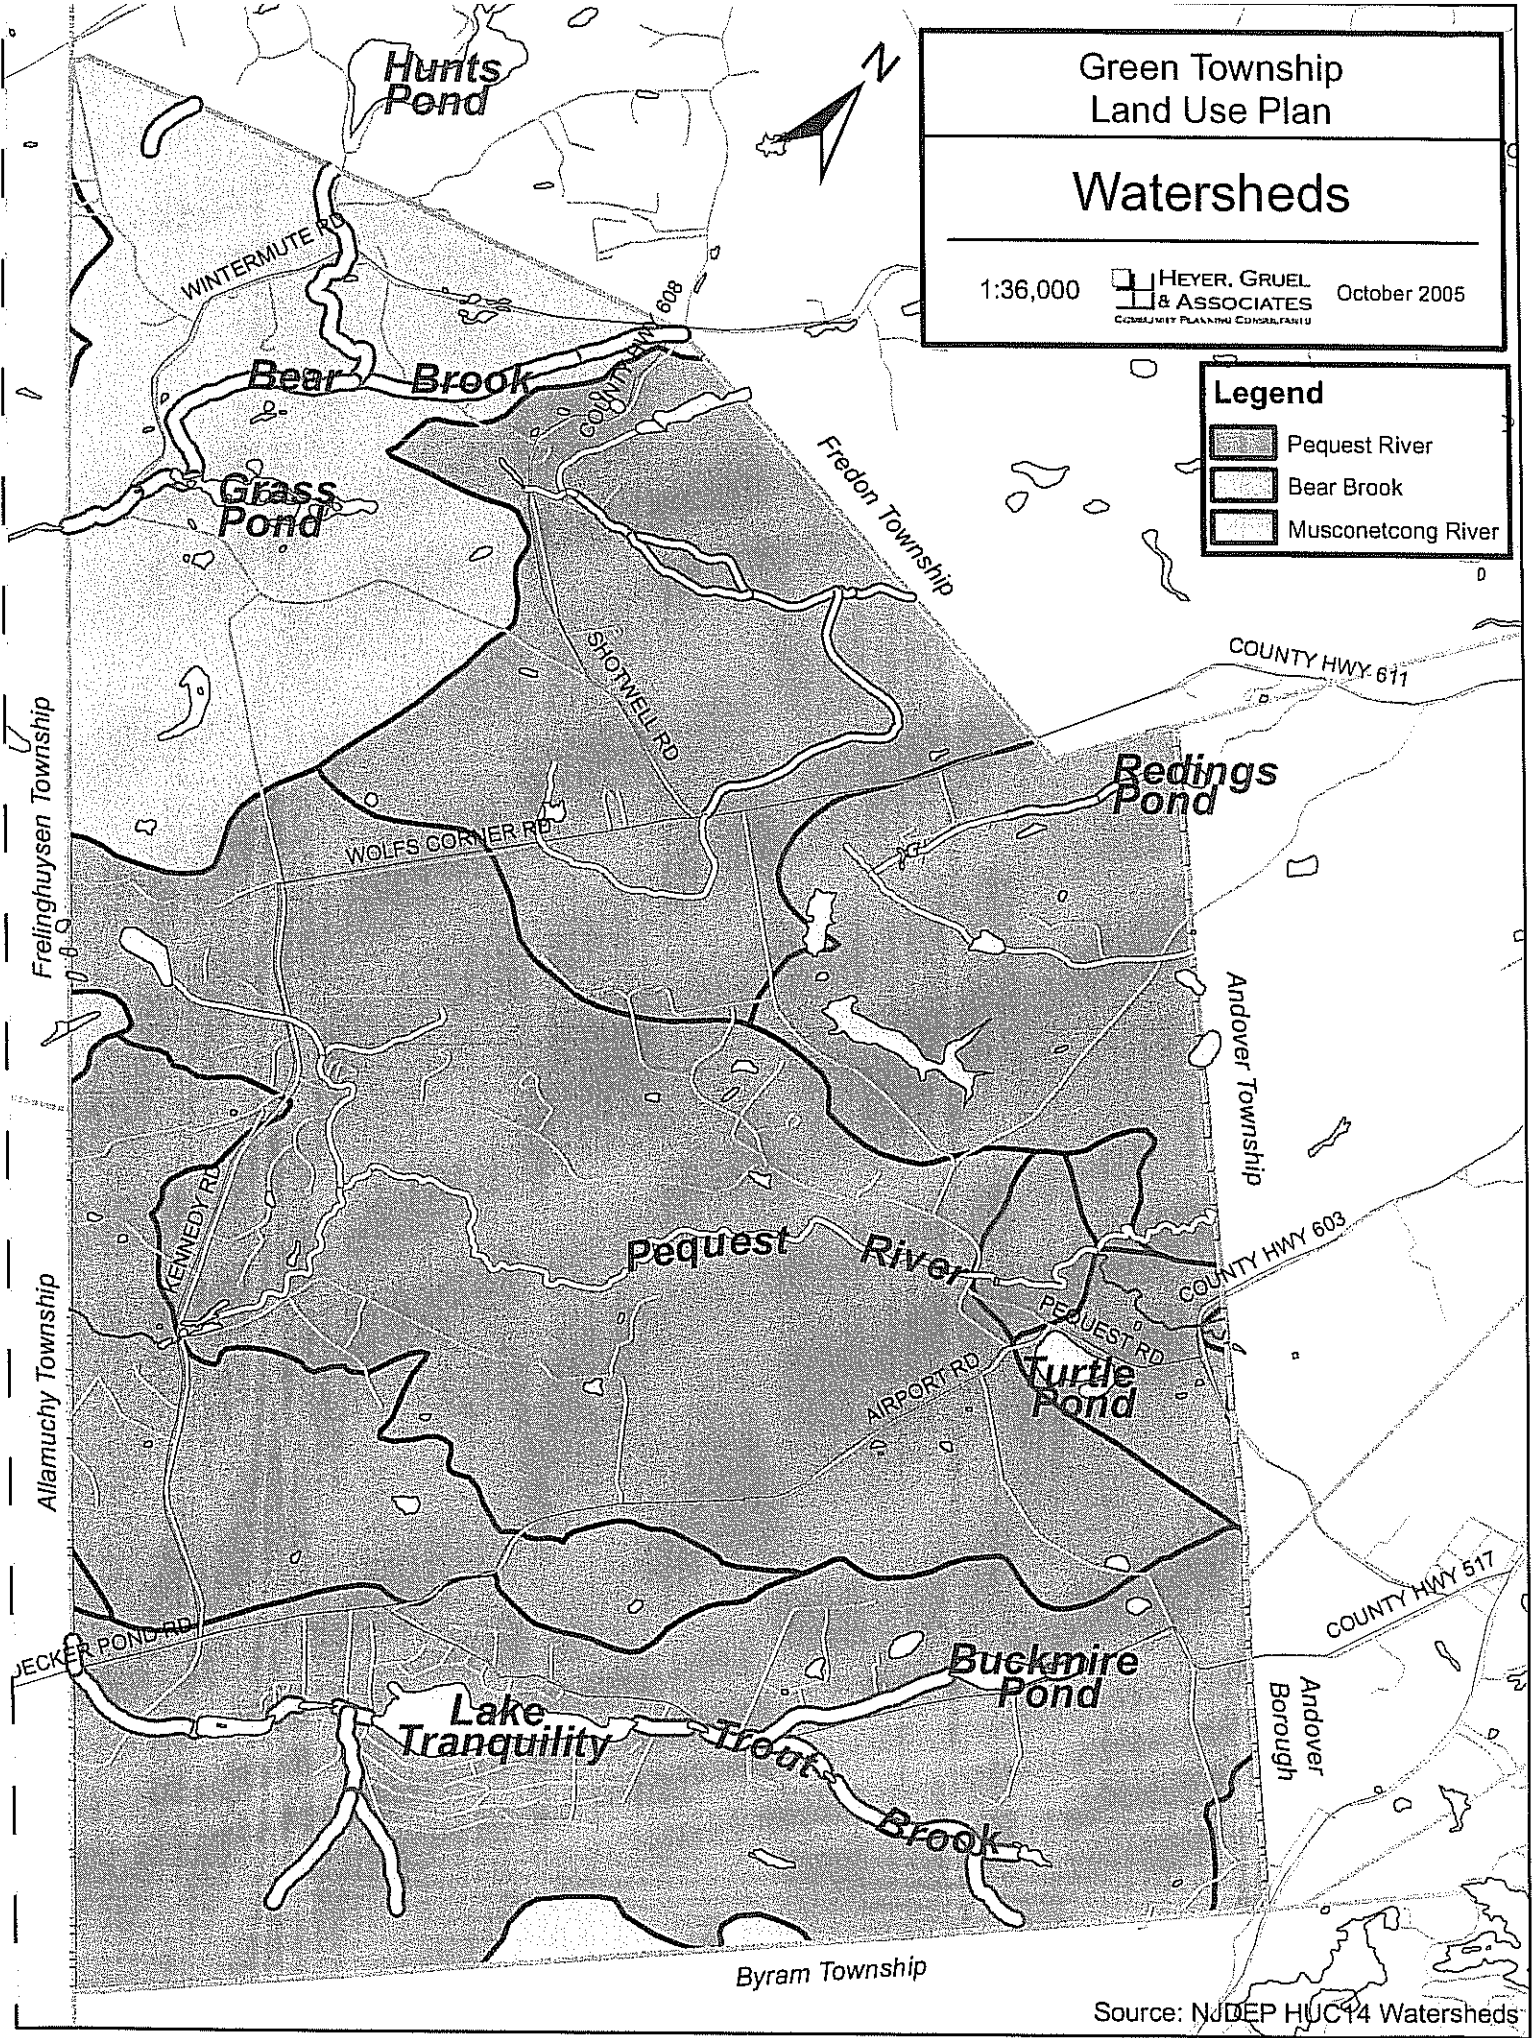 Hunts
Pond
N
Green Township
Land Use Plan
Watersheds
1:36,000
HEYER, GRUEL
& ASSOCIATES
COMMUNITY PLANNING CONSULTANTS
October 2005
WINTERMUTE RD
COUNTY HWY 608
Bear Brook
Legend
Pequest River
Bear Brook
Musconetcong River
Grass
Pond
Fredon Township
SHOTWELL RD
COUNTY HWY 611
Frelinghuysen Township
Redings
Pond
WOLFS CORNER RD
Andover Township
KENNEDY RD
Pequest River
COUNTY HWY 603
PEQUEST RD
Allamuchy Township
AIRPORT RD
Turtle
Pond
COUNTY HWY 517
DECKER POND RD
Buckmire
Pond
Lake
Tranquility
Trout Brook
Andover
Borough
Byram Township
Source: NJDEP HUC14 Watersheds